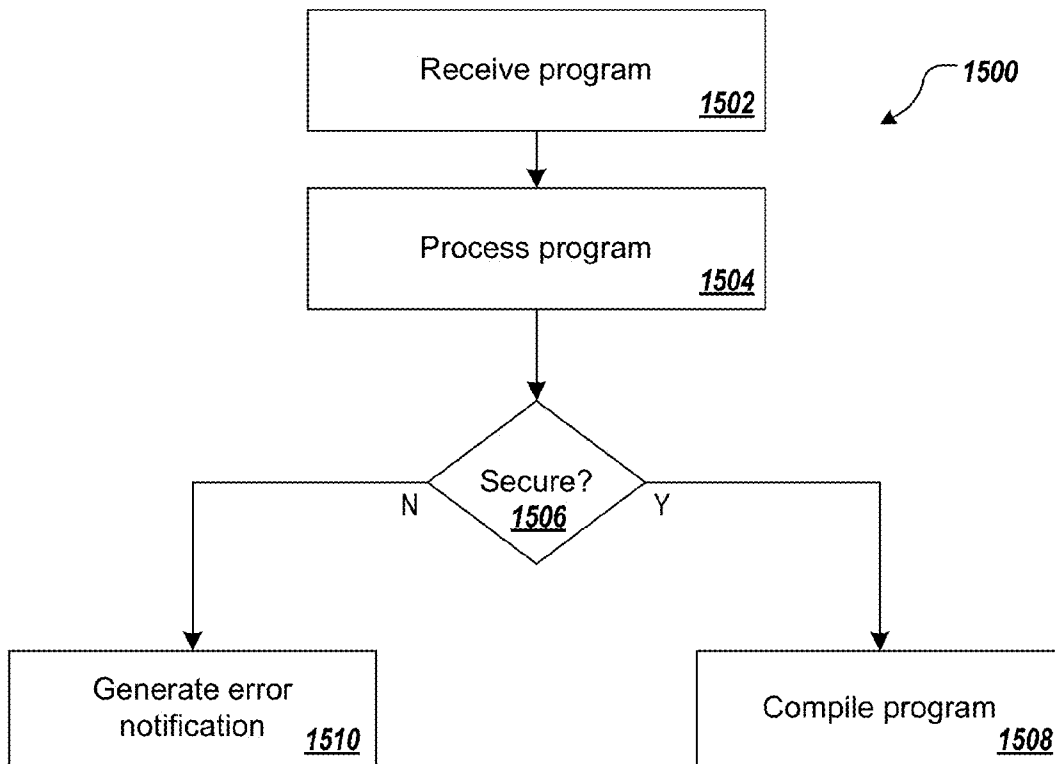 Receive program
1502
1500
Process program
1504
Secure?
1506
N
Y
Generate error
notification
1510
Compile program
1508